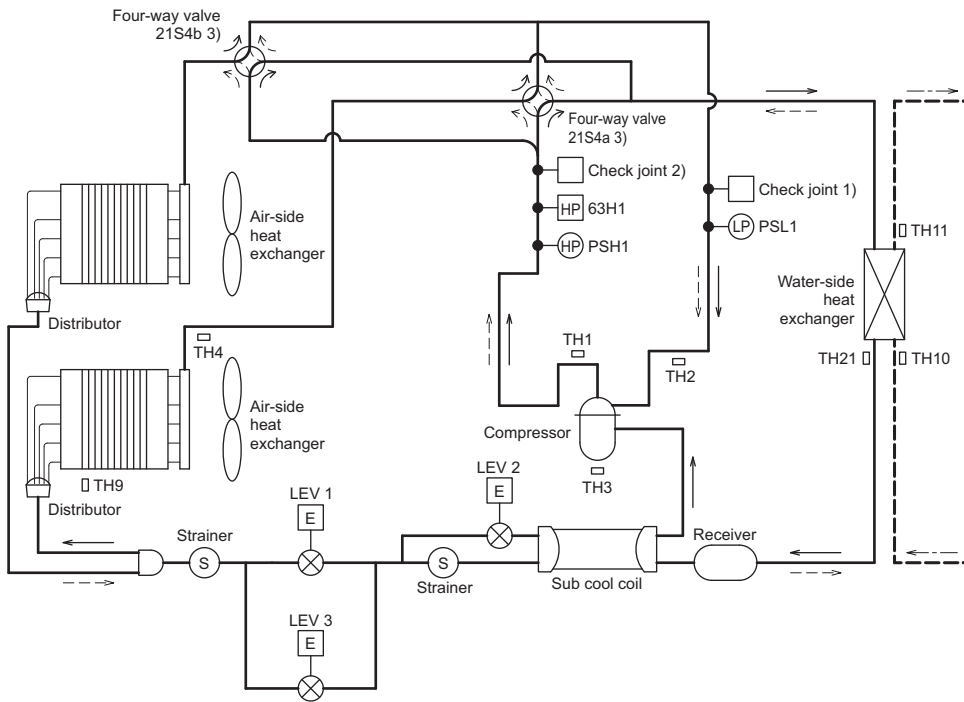 Four-way valve
21S4b 3)
Four-way valve
21S4a 3)
Check joint 2)
HP 63H1
HP PSH1
Check joint 1)
LP PSL1
TH11
Air-side
heat
exchanger
Distributor
TH4
Water-side
heat
exchanger
TH1
TH2
TH21
TH10
Air-side
heat
exchanger
Compressor
TH3
TH9
Distributor
LEV 1
E
LEV 2
E
Strainer
S
S
Strainer
Sub cool coil
Receiver
LEV 3
E